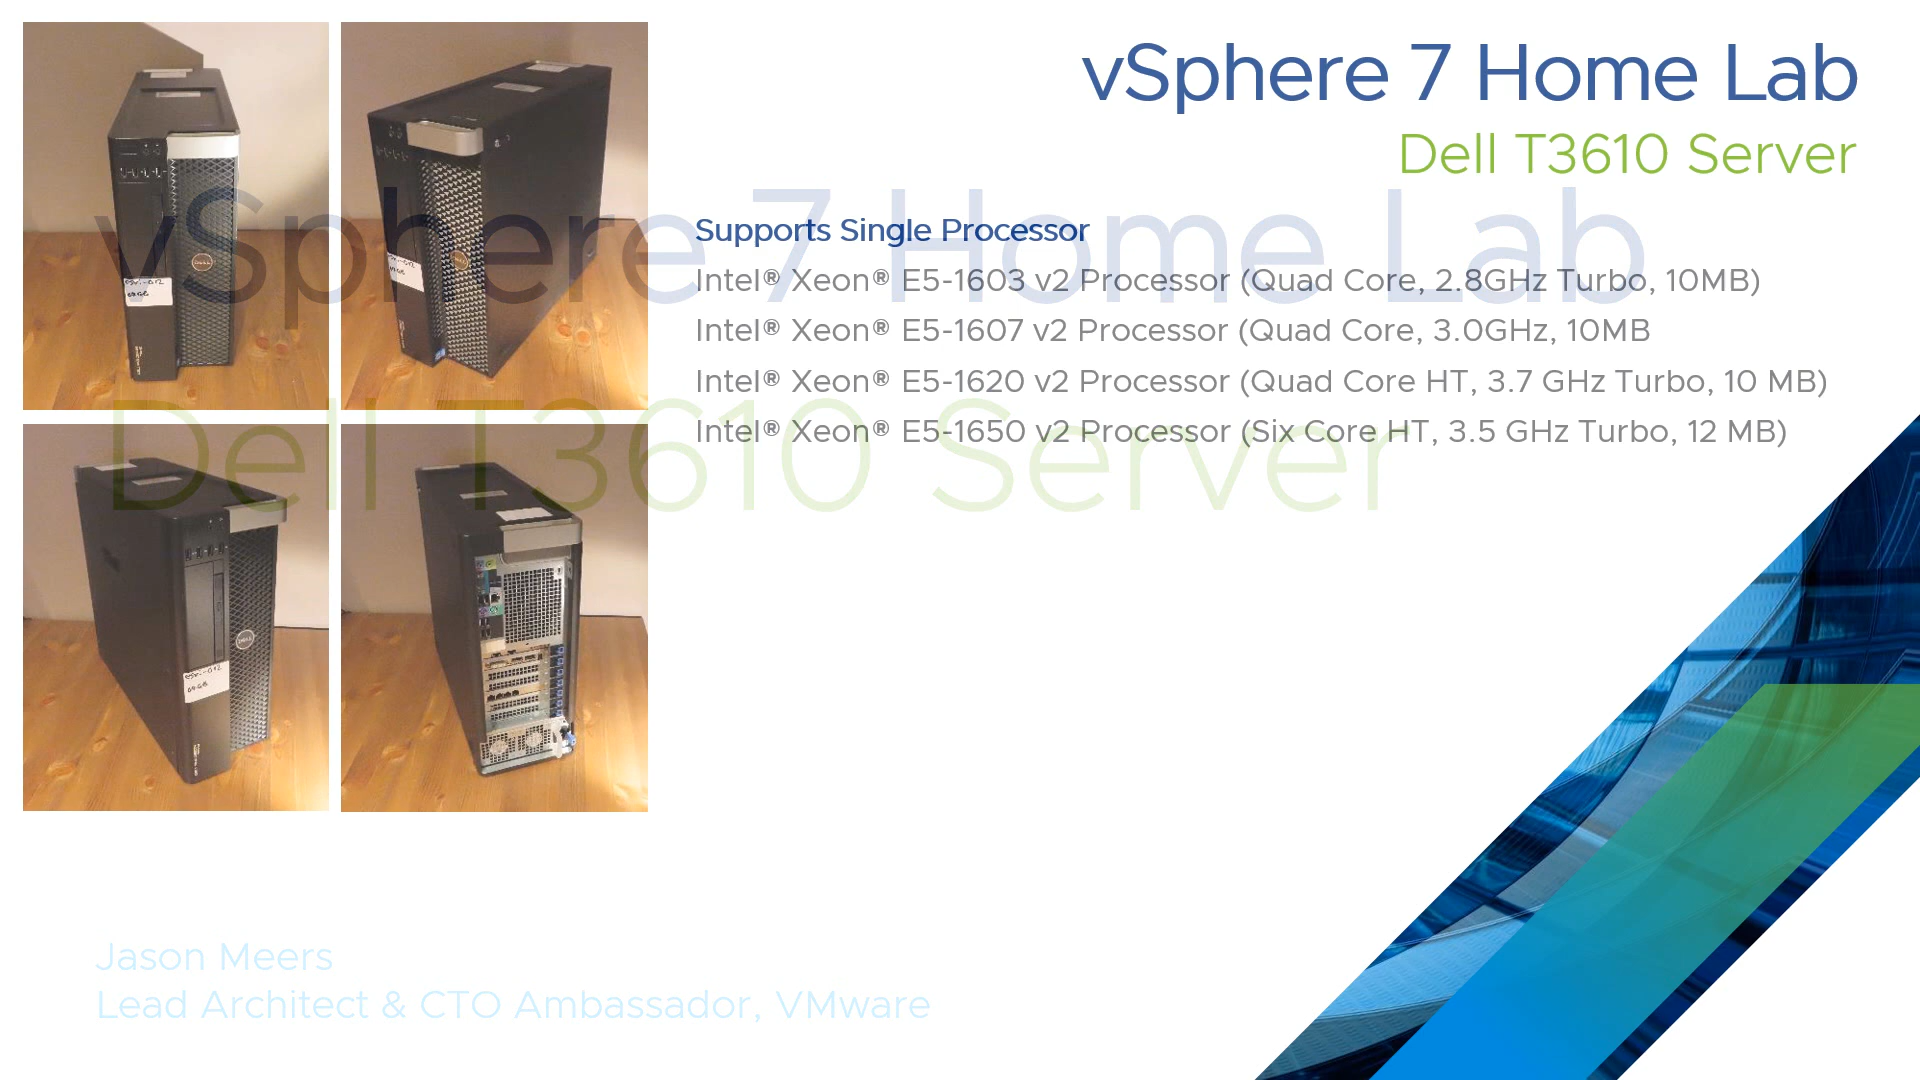 vSphere 7 Home Lab
Dell T3610 Server
Supports Single Processor
Intel® Xeon® E5-1603 v2 Processor (Quad Core, 2.8GHz Turbo, 10MB)
Intel® Xeon® E5-1607 v2 Processor (Quad Core, 3.0GHz, 10MB
Intel® Xeon® E5-1620 v2 Processor (Quad Core HT, 3.7 GHz Turbo, 10 MB)
Intel® Xeon® E5-1650 v2 Processor (Six Core HT, 3.5 GHz Turbo, 12 MB)
vSphere 7 Home Lab
Dell T3610 Server
DELL
esxi-012
64GB
Jason Meers
Lead Architect & CTO Ambassador, VMware